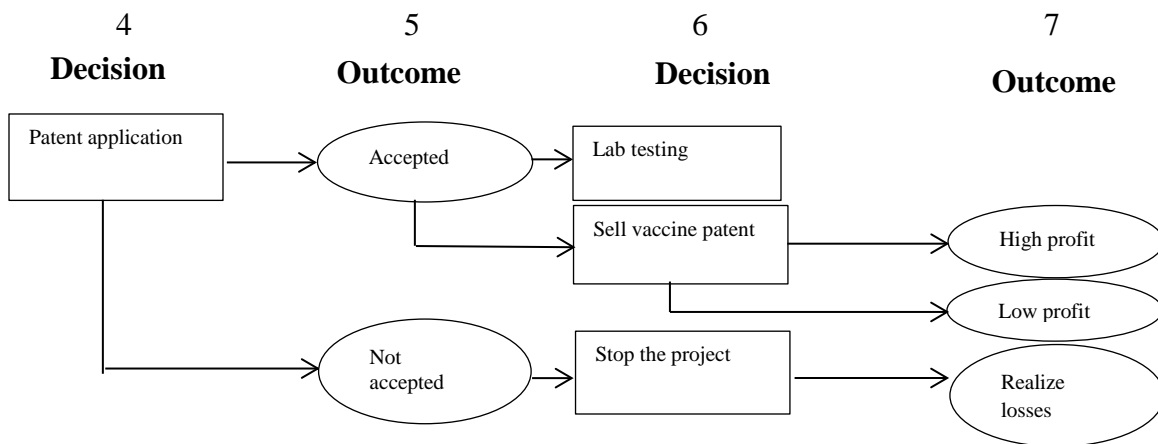 4 5 6 7
Decision Outcome Decision Outcome
Patent application
Accepted
Lab testing
Sell vaccine patent
High profit
Low profit
Not
accepted
Stop the project
Realize
losses